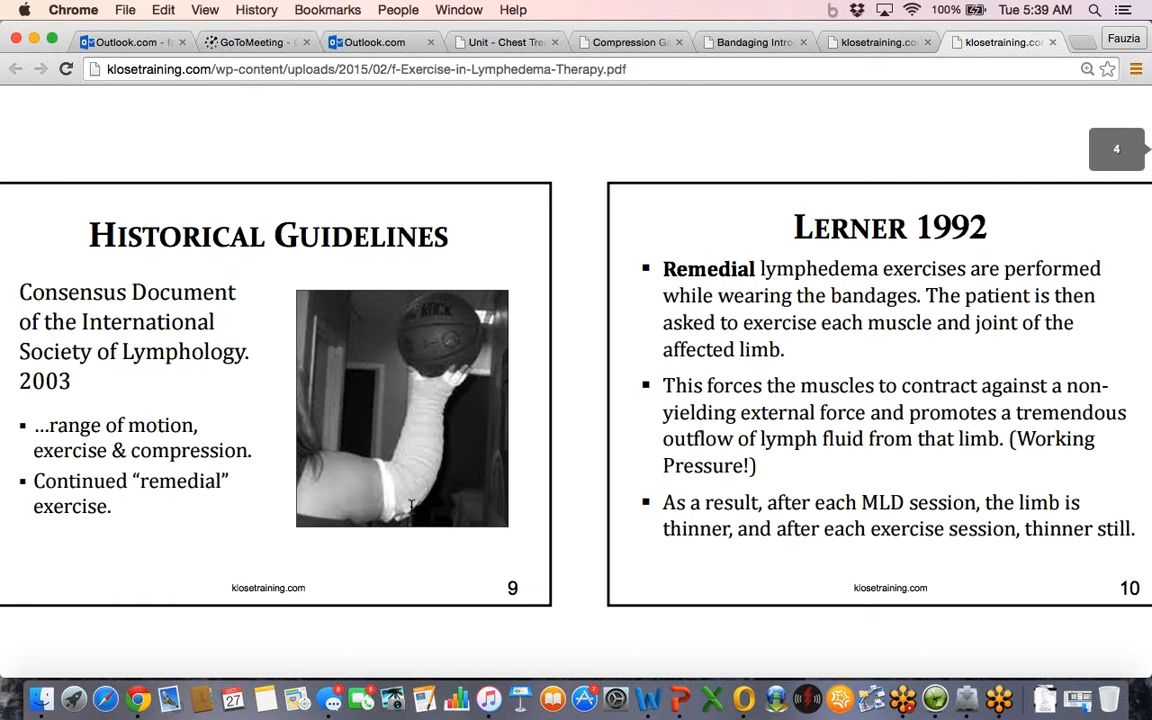 Chrome File Edit View History Bookmarks People Window Help 100% Tue 5:39 AM
Outlook.com - f GoToMeeting - Outlook.com Unit - Chest Tre Compression Ga Bandaging Intro klosetraining.co klosetraining.co Fauzia
klosetraining.com/wp-content/uploads/2015/02/f-Exercise-in-Lymphedema-Therapy.pdf
4
HISTORICAL GUIDELINES
Consensus Document
of the International
Society of Lymphology.
2003
▪ …range of motion,
exercise & compression.
▪ Continued “remedial”
exercise.
klosetraining.com
9
LERNER 1992
▪ Remedial lymphedema exercises are performed
while wearing the bandages. The patient is then
asked to exercise each muscle and joint of the
affected limb.
▪ This forces the muscles to contract against a non-
yielding external force and promotes a tremendous
outflow of lymph fluid from that limb. (Working
Pressure!)
▪ As a result, after each MLD session, the limb is
thinner, and after each exercise session, thinner still.
klosetraining.com
10